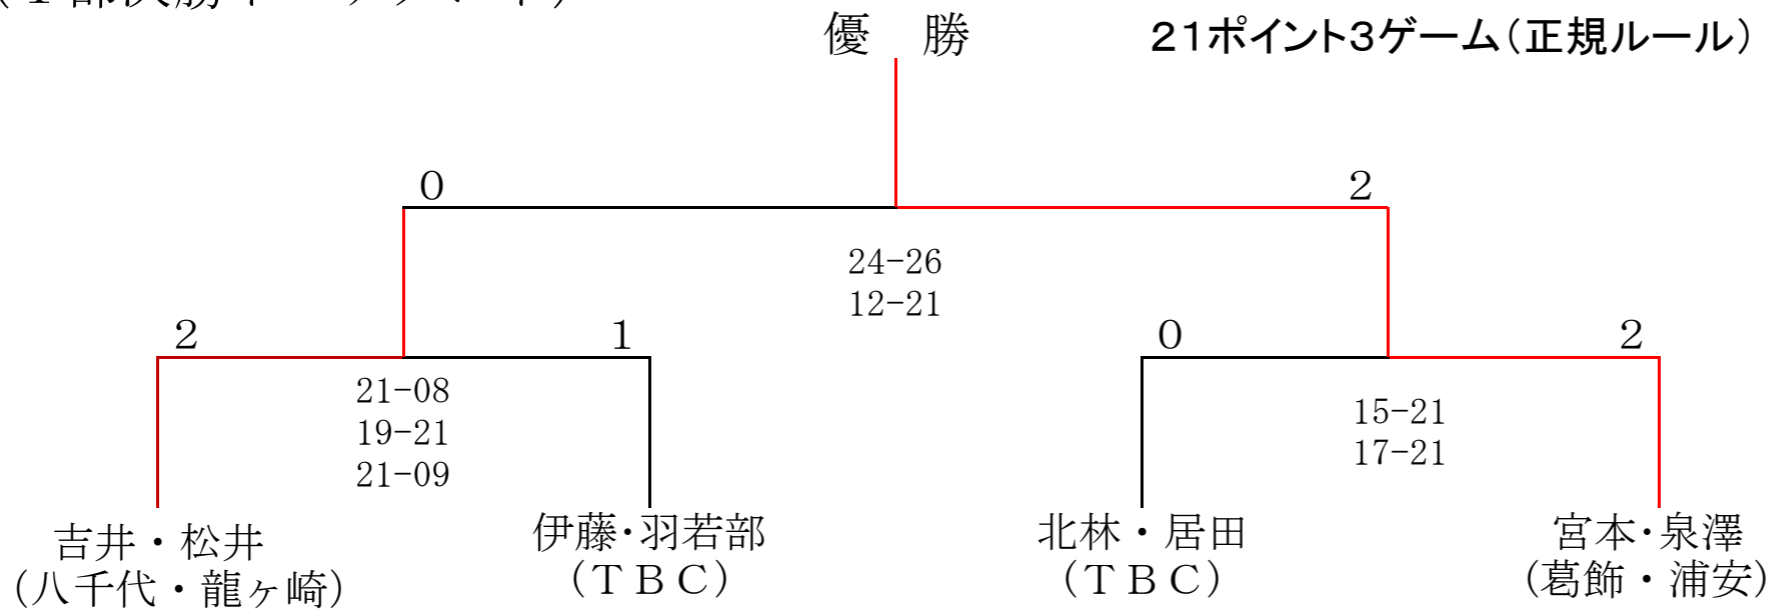 優　勝
21ポイント3ゲーム(正規ルール)
0
2
24-26
12-21
2
1
0
2
21-08
19-21
21-09
15-21
17-21
吉井・松井
(八千代・龍ヶ崎)
伊藤・羽若部
(ＴＢＣ)
北林・居田
(ＴＢＣ)
宮本・泉澤
(葛飾・浦安)